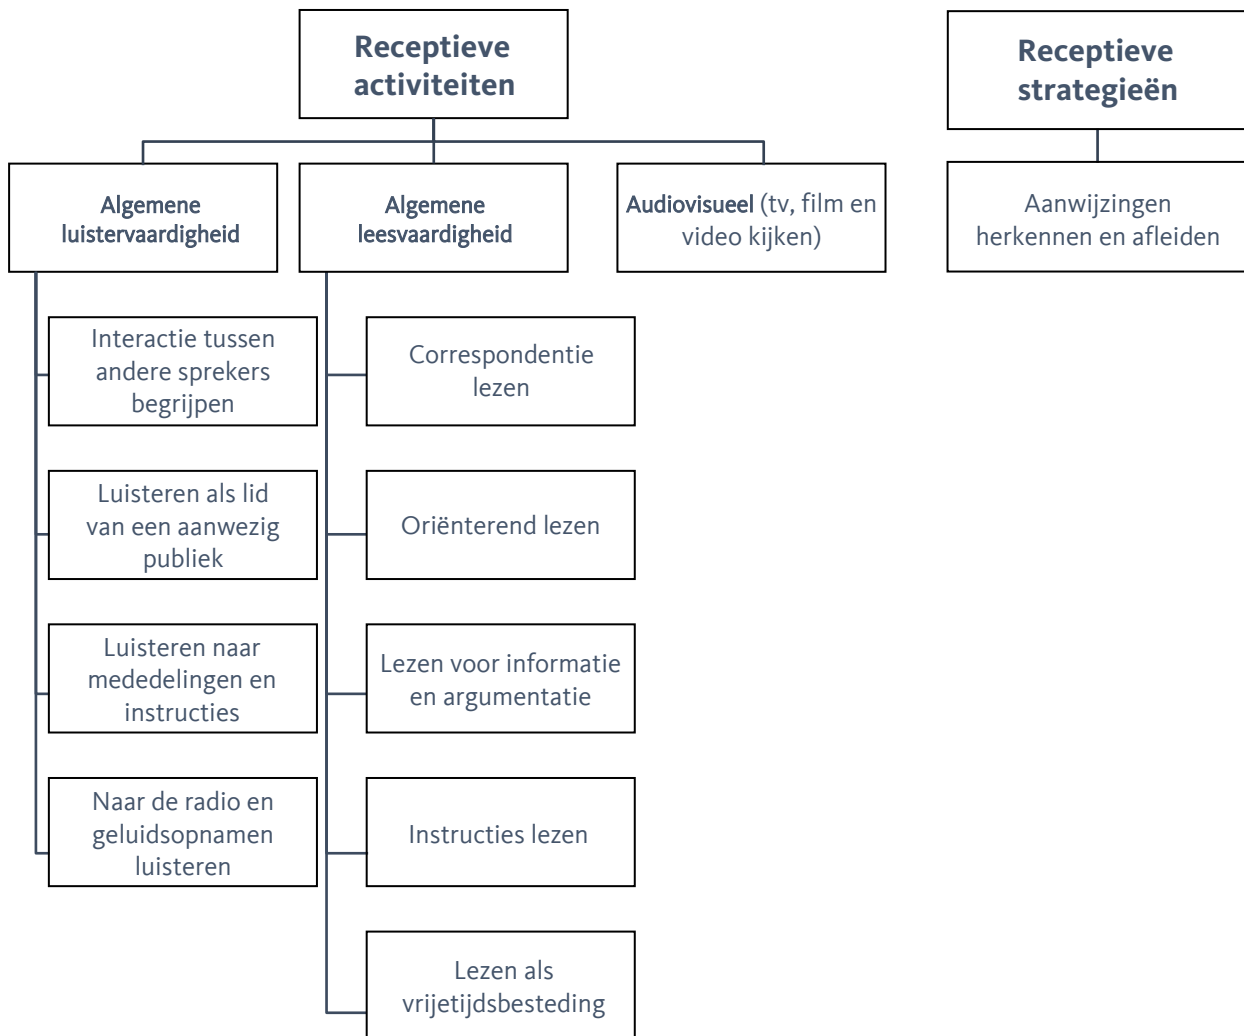 Receptieve
activiteiten
Receptieve
strategieën
Algemene
luistervaardigheid
Algemene
leesvaardigheid
Audiovisueel (tv, film en
video kijken)
Aanwijzingen
herkennen en afleiden
Interactie tussen
andere sprekers
begrijpen
Luisteren als lid
van een aanwezig
publiek
Luisteren naar
mededelingen en
instructies
Naar de radio en
geluidsopnamen
luisteren
Correspondentie
lezen
Oriënterend lezen
Lezen voor informatie
en argumentatie
Instructies lezen
Lezen als
vrijetijdsbesteding